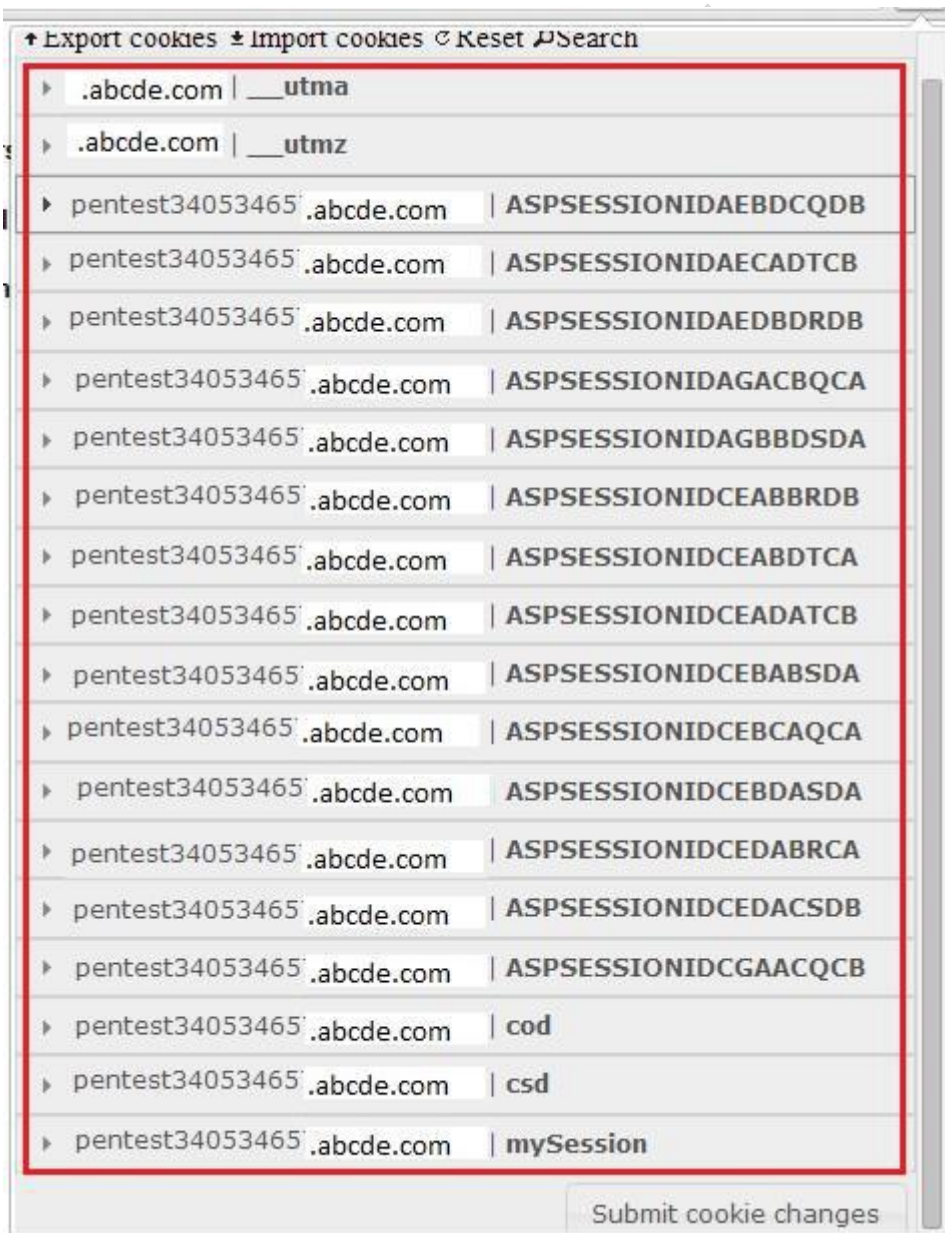 Export cookies Import cookies Reset Search
.abcde.com | __utma
.abcde.com | __utmz
pentest34053465 .abcde.com | ASPSESSIONIDAEBDCQDB
pentest34053465 .abcde.com | ASPSESSIONIDAECADTCB
pentest34053465 .abcde.com | ASPSESSIONIDAEDBDRDB
pentest34053465 .abcde.com | ASPSESSIONIDAGACBQCA
pentest34053465 .abcde.com | ASPSESSIONIDAGBBDSDA
pentest34053465 .abcde.com | ASPSESSIONIDCEABBRDB
pentest34053465 .abcde.com | ASPSESSIONIDCEABDTCA
pentest34053465 .abcde.com | ASPSESSIONIDCEADATCB
pentest34053465 .abcde.com | ASPSESSIONIDCEBABSDA
pentest34053465 .abcde.com | ASPSESSIONIDCEBCAQCA
pentest34053465 .abcde.com ASPSESSIONIDCEBDASDA
pentest34053465 .abcde.com | ASPSESSIONIDCEDABRCA
pentest34053465 .abcde.com | ASPSESSIONIDCEDACSDB
pentest34053465 .abcde.com | ASPSESSIONIDCGAACQCB
pentest34053465 .abcde.com | cod
pentest34053465 .abcde.com | csd
pentest34053465 .abcde.com | mySession
Submit cookie changes